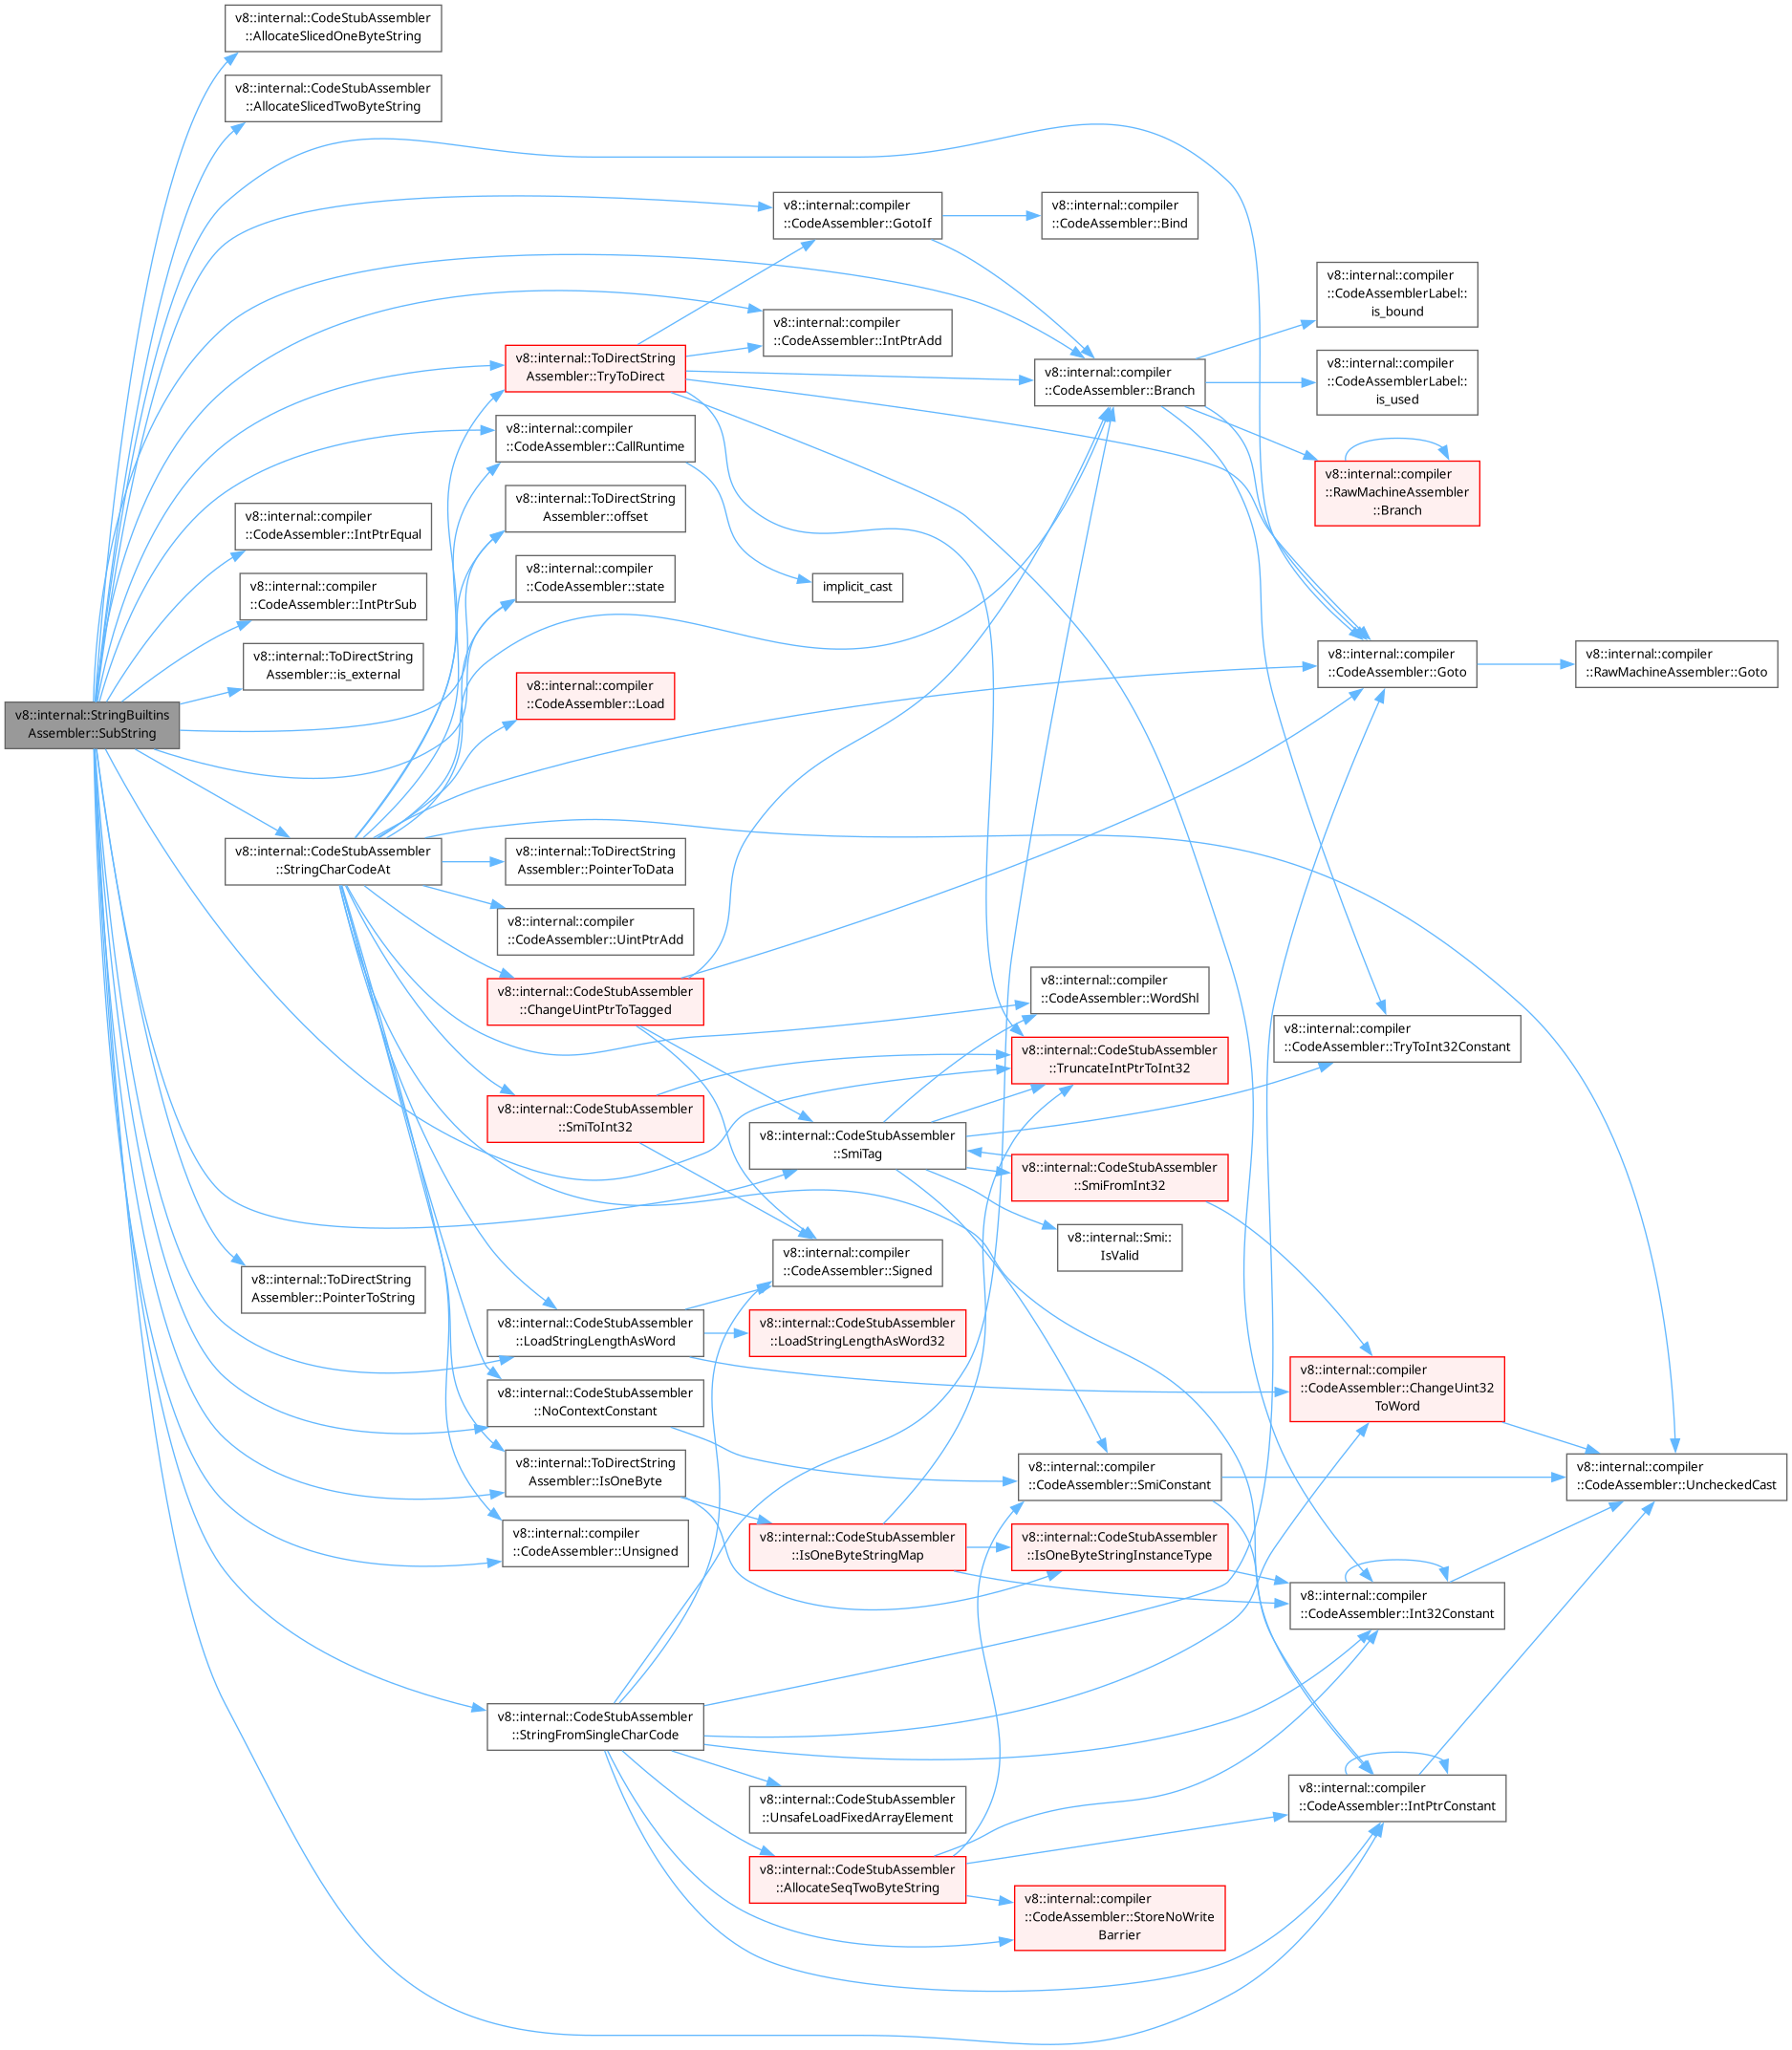 v8::internal::CodeStubAssembler
::AllocateSlicedOneByteString
v8::internal::CodeStubAssembler
::AllocateSlicedTwoByteString
v8::internal::compiler
::CodeAssembler::GotoIf
v8::internal::compiler
::CodeAssembler::Bind
v8::internal::compiler
::CodeAssemblerLabel::
is_bound
v8::internal::compiler
::CodeAssembler::IntPtrAdd
v8::internal::ToDirectString
Assembler::TryToDirect
v8::internal::compiler
::CodeAssembler::Branch
v8::internal::compiler
::CodeAssemblerLabel::
is_used
v8::internal::compiler
::CodeAssembler::CallRuntime
v8::internal::compiler
::RawMachineAssembler
::Branch
v8::internal::ToDirectString
Assembler::offset
v8::internal::compiler
::CodeAssembler::IntPtrEqual
v8::internal::compiler
::CodeAssembler::state
implicit_cast
v8::internal::compiler
::CodeAssembler::IntPtrSub
v8::internal::ToDirectString
Assembler::is_external
v8::internal::compiler
::CodeAssembler::Goto
v8::internal::compiler
::RawMachineAssembler::Goto
v8::internal::compiler
::CodeAssembler::Load
v8::internal::StringBuiltins
Assembler::SubString
v8::internal::CodeStubAssembler
::StringCharCodeAt
v8::internal::ToDirectString
Assembler::PointerToData
v8::internal::compiler
::CodeAssembler::UintPtrAdd
v8::internal::CodeStubAssembler
::ChangeUintPtrToTagged
v8::internal::compiler
::CodeAssembler::WordShl
v8::internal::CodeStubAssembler
::TruncateIntPtrToInt32
v8::internal::compiler
::CodeAssembler::TryToInt32Constant
v8::internal::CodeStubAssembler
::SmiToInt32
v8::internal::CodeStubAssembler
::SmiTag
v8::internal::CodeStubAssembler
::SmiFromInt32
v8::internal::Smi::
IsValid
v8::internal::compiler
::CodeAssembler::Signed
v8::internal::ToDirectString
Assembler::PointerToString
v8::internal::CodeStubAssembler
::LoadStringLengthAsWord
v8::internal::CodeStubAssembler
::LoadStringLengthAsWord32
v8::internal::compiler
::CodeAssembler::ChangeUint32
ToWord
v8::internal::CodeStubAssembler
::NoContextConstant
v8::internal::ToDirectString
Assembler::IsOneByte
v8::internal::compiler
::CodeAssembler::SmiConstant
v8::internal::compiler
::CodeAssembler::UncheckedCast
v8::internal::compiler
::CodeAssembler::Unsigned
v8::internal::CodeStubAssembler
::IsOneByteStringMap
v8::internal::CodeStubAssembler
::IsOneByteStringInstanceType
v8::internal::compiler
::CodeAssembler::Int32Constant
v8::internal::CodeStubAssembler
::StringFromSingleCharCode
v8::internal::CodeStubAssembler
::UnsafeLoadFixedArrayElement
v8::internal::compiler
::CodeAssembler::IntPtrConstant
v8::internal::CodeStubAssembler
::AllocateSeqTwoByteString
v8::internal::compiler
::CodeAssembler::StoreNoWrite
Barrier